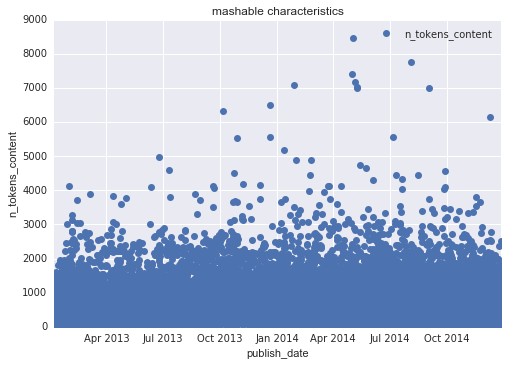 mashable characteristics
n_tokens_content
9000
8000
7000
6000
5000
4000
3000
2000
1000
0
n_tokens_content
Apr 2013 Jul 2013 Oct 2013 Jan 2014 Apr 2014 Jul 2014 Oct 2014
publish_date